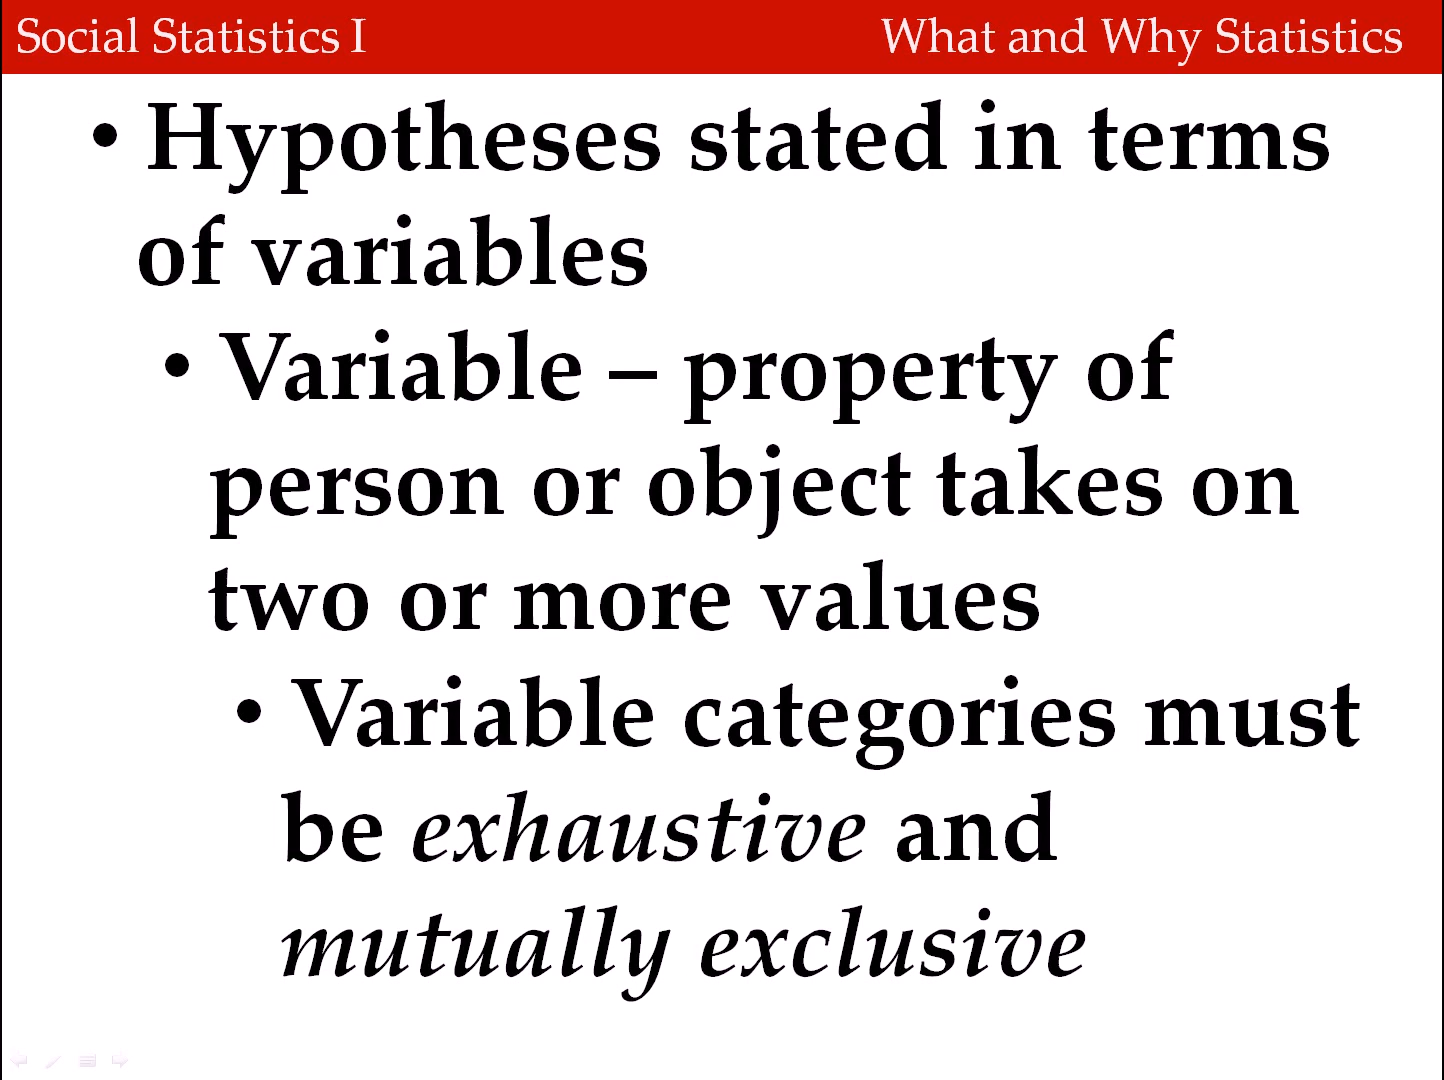 Social Statistics I
What and Why Statistics
• Hypotheses stated in terms
of variables
• Variable – property of
person or object takes on
two or more values
• Variable categories must
be exhaustive and
mutually exclusive